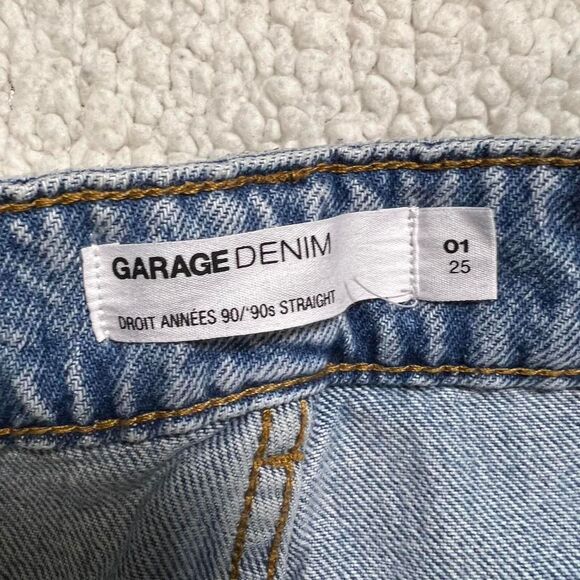 GARAGE DENIM
DROIT ANNÉES 90/'90s STRAIGHT
01
25